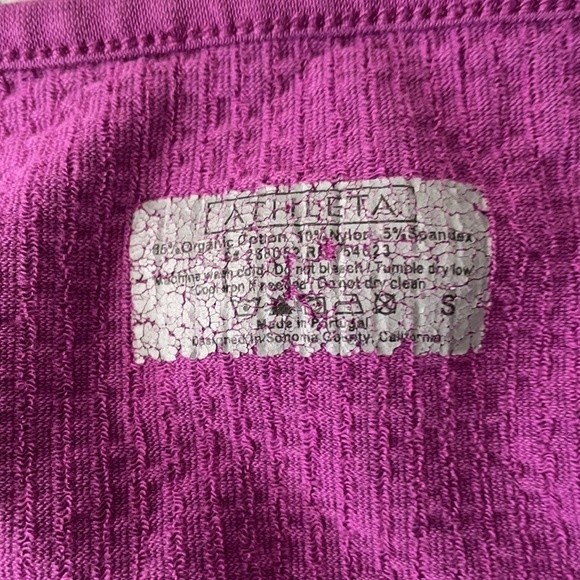 ATHLETA
Organic Cotton 10% Nylon 5% Spandex
Machine wash cold / Do not bleach / Tumble dry low
Cool iron if needed / Do not dry clean
S
Made in Portugal
Designed in Sonoma County, California